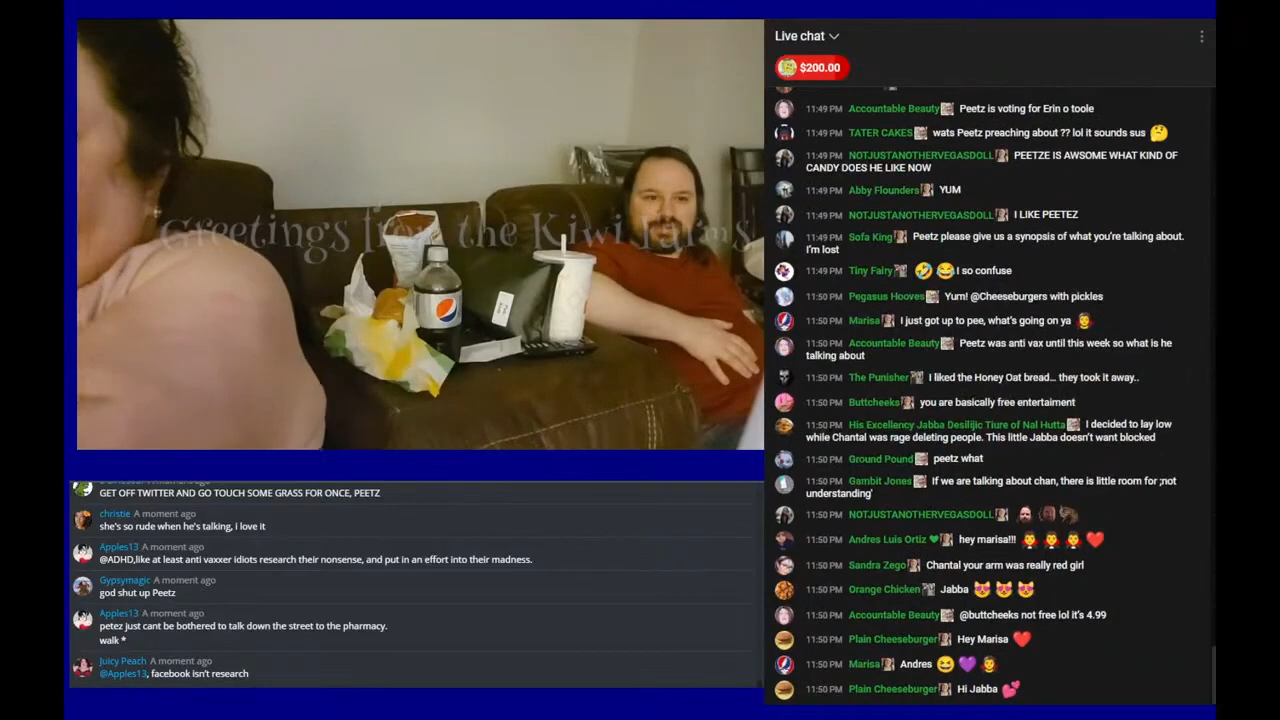 Greetings from the Kiwi Farms
GET OFF TWITTER AND GO TOUCH SOME GRASS FOR ONCE, PEETZ
christie A moment ago
she's so rude when he's talking, i love it
Apples13 A moment ago
@ADHD,like at least anti vaxxer idiots research their nonsense, and put in an effort into their madness.
Gypsymagic A moment ago
god shut up Peetz
Apples13 A moment ago
petez just cant be bothered to talk down the street to the pharmacy.
walk *
Juicy Peach A moment ago
@Apples13, facebook isn't research
Live chat
$200.00
11:49 PM Accountable Beauty Peetz is voting for Erin o toole
11:49 PM TATER CAKES wats Peetz preaching about ?? lol it sounds sus 🤔
11:49 PM NOTJUSTANOTHERVEGASDOLL PEETZE IS AWSOME WHAT KIND OF
CANDY DOES HE LIKE NOW
11:49 PM Abby Flounders YUM
11:49 PM NOTJUSTANOTHERVEGASDOLL I LIKE PEETEZ
11:49 PM Sofa King Peetz please give us a synopsis of what you're talking about.
I'm lost
11:49 PM Tiny Fairy 🤣😂 I so confuse
11:50 PM Pegasus Hooves Yum! @Cheeseburgers with pickles
11:50 PM Marisa I just got up to pee, what's going on ya
11:50 PM Accountable Beauty Peetz was anti vax until this week so what is he
talking about
11:50 PM The Punisher I liked the Honey Oat bread... they took it away..
11:50 PM Buttcheeks you are basically free entertaiment
11:50 PM His Excellency Jabba Desilijic Tiure of Nal Hutta I decided to lay low
while Chantal was rage deleting people. This little Jabba doesn't want blocked
11:50 PM Ground Pound peetz what
11:50 PM Gambit Jones If we are talking about chan, there is little room for ;not
understanding'
11:50 PM NOTJUSTANOTHERVEGASDOLL
11:50 PM Andres Luis Ortiz 💚 hey marisa!!! ❤️
11:50 PM Sandra Zego Chantal your arm was really red girl
11:50 PM Orange Chicken Jabba 😻😻😻
11:50 PM Accountable Beauty @buttcheeks not free lol it's 4.99
11:50 PM Plain Cheeseburger Hey Marisa ❤️
11:50 PM Marisa Andres 😆💜
11:50 PM Plain Cheeseburger Hi Jabba 💕